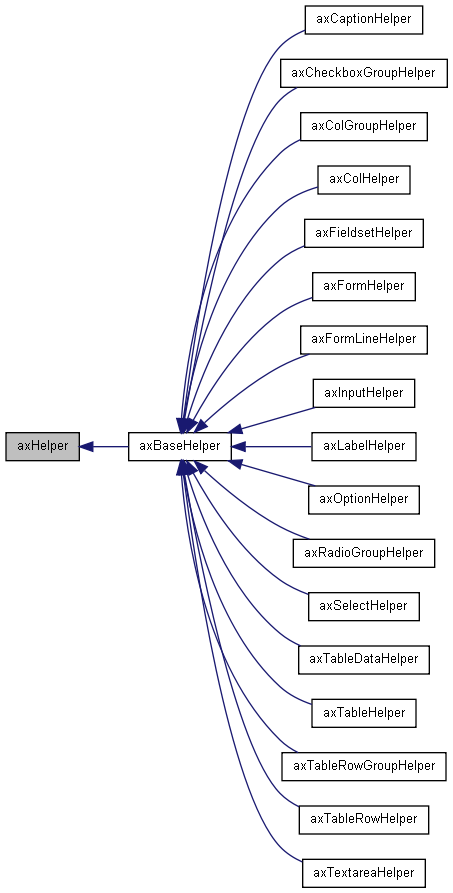 axCaptionHelper
axCheckboxGroupHelper
axColGroupHelper
axColHelper
axFieldsetHelper
axFormHelper
axFormLineHelper
axInputHelper
axHelper
axBaseHelper
axLabelHelper
axOptionHelper
axRadioGroupHelper
axSelectHelper
axTableDataHelper
axTableHelper
axTableRowGroupHelper
axTableRowHelper
axTextareaHelper